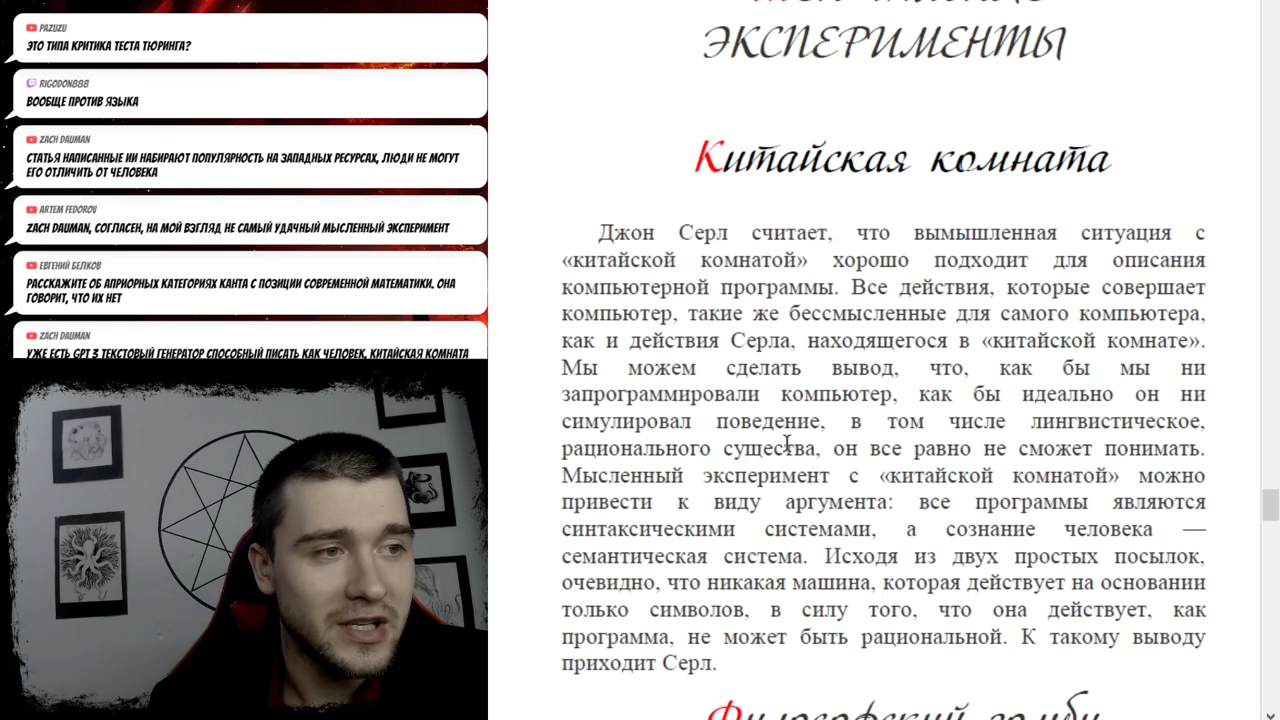 PAZUZU
ЭТО ТИПА КРИТИКА ТЕСТА ТЮРИНГА?
RIGODON888
ВООБЩЕ ПРОТИВ ЯЗЫКА
ZACH DAUMAN
СТАТЬЯ НАПИСАННЫЕ ИИ НАБИРАЮТ ПОПУЛЯРНОСТЬ НА ЗАПАДНЫХ РЕСУРСАХ, ЛЮДИ НЕ МОГУТ
ЕГО ОТЛИЧИТЬ ОТ ЧЕЛОВЕКА
ARTEM FEDOROV
ZACH DAUMAN, СОГЛАСЕН, НА МОЙ ВЗГЛЯД НЕ САМЫЙ УДАЧНЫЙ МЫСЛЕННЫЙ ЭКСПЕРИМЕНТ
ЕВГЕНИЙ БЕЛКОВ
РАССКАЖИТЕ ОБ АПРИОРНЫХ КАТЕГОРИЯХ КАНТА С ПОЗИЦИИ СОВРЕМЕННОЙ МАТЕМАТИКИ. ОНА
ГОВОРИТ, ЧТО ИХ НЕТ
ZACH DAUMAN
УЖЕ ЕСТЬ GPT 3 ТЕКСТОВЫЙ ГЕНЕРАТОР СПОСОБНЫЙ ПИСАТЬ КАК ЧЕЛОВЕК, КИТАЙСКАЯ КОМНАТА
ЭКСПЕРИМЕНТЫ
Китайская комната
Джон Серл считает, что вымышленная ситуация с
«китайской комнатой» хорошо подходит для описания
компьютерной программы. Все действия, которые совершает
компьютер, такие же бессмысленные для самого компьютера,
как и действия Серла, находящегося в «китайской комнате».
Мы можем сделать вывод, что, как бы мы ни
запрограммировали компьютер, как бы идеально он ни
симулировал поведение, в том числе лингвистическое,
рационального существа, он все равно не сможет понимать.
Мысленный эксперимент с «китайской комнатой» можно
привести к виду аргумента: все программы являются
синтаксическими системами, а сознание человека —
семантическая система. Исходя из двух простых посылок,
очевидно, что никакая машина, которая действует на основании
только символов, в силу того, что она действует, как
программа, не может быть рациональной. К такому выводу
приходит Серл.